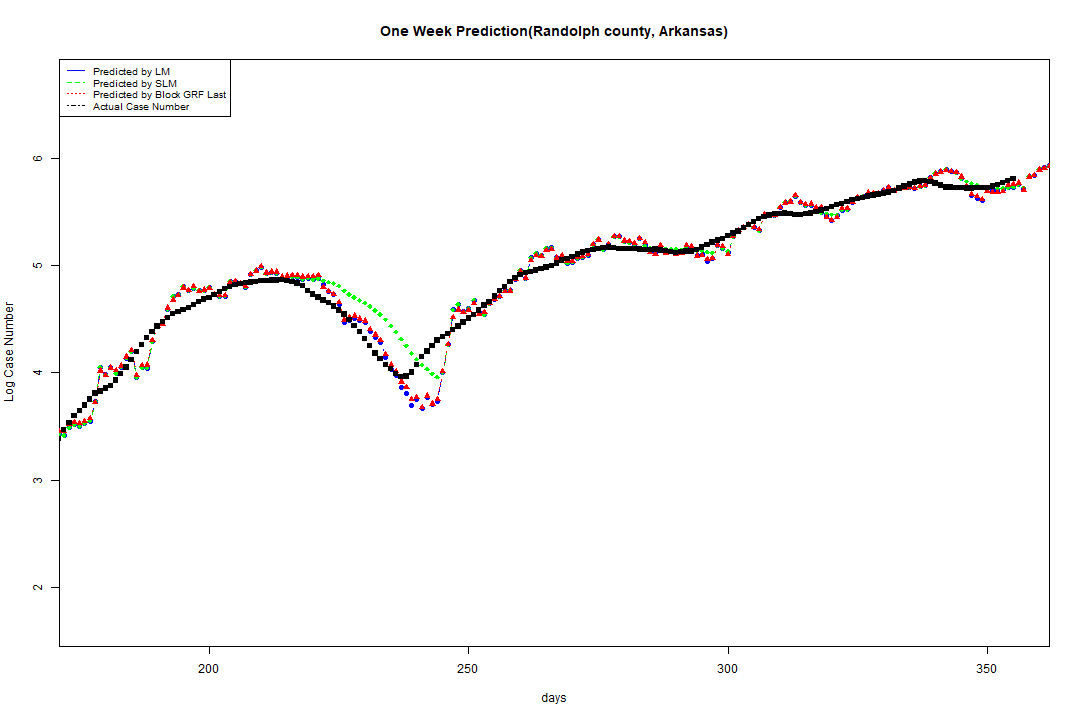 One Week Prediction(Randolph county, Arkansas)
Predicted by LM
Predicted by SLM
Predicted by Block GRF Last
Actual Case Number
6
5
4
3
2
Log Case Number
200
250
300
350
days